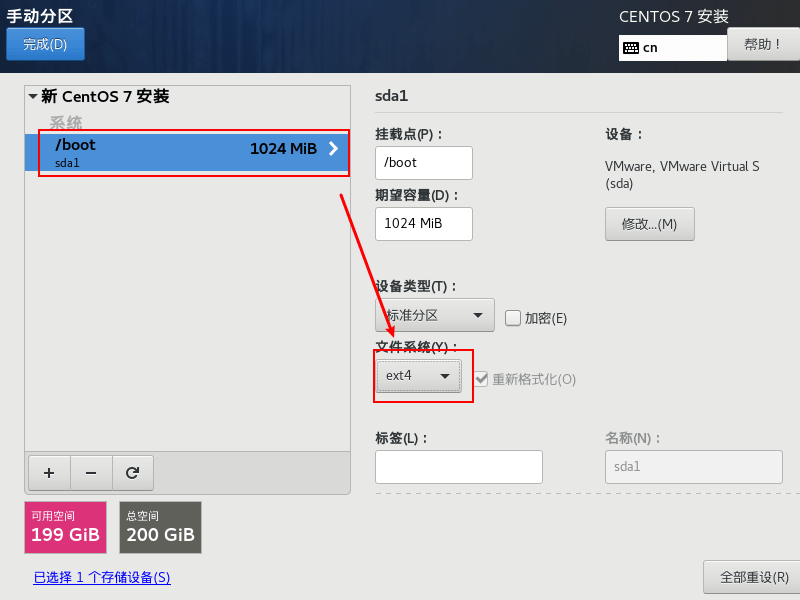 手动分区
CENTOS 7 安装
完成(D)
cn
帮助！
新 CentOS 7 安装
系统
/boot
1024 MiB
sda1
sda1
挂载点(P)：
/boot
期望容量(D)：
1024 MiB
设备：
VMware, VMware Virtual S
(sda)
修改...(M)
设备类型(T)：
标准分区
加密(E)
文件系统(Y)：
ext4
重新格式化(O)
标签(L)：
名称(N)：
sda1
可用空间
199 GiB
总空间
200 GiB
已选择 1 个存储设备(S)
全部重设(R)